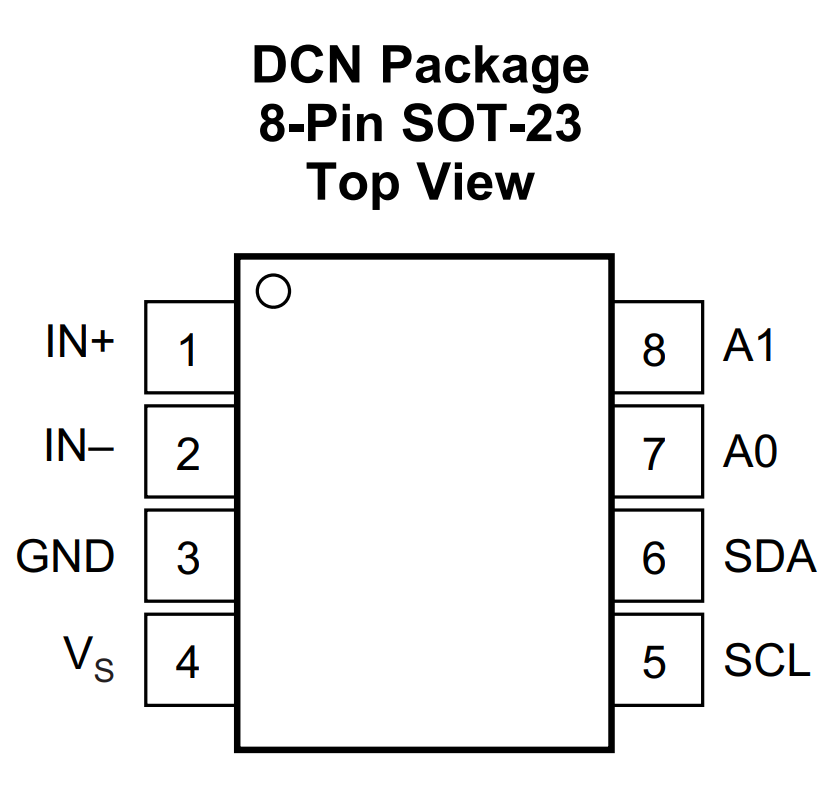 DCN Package
8-Pin SOT-23
Top View
IN+ 1 8 A1
IN– 2 7 A0
GND 3 6 SDA
VS 4 5 SCL